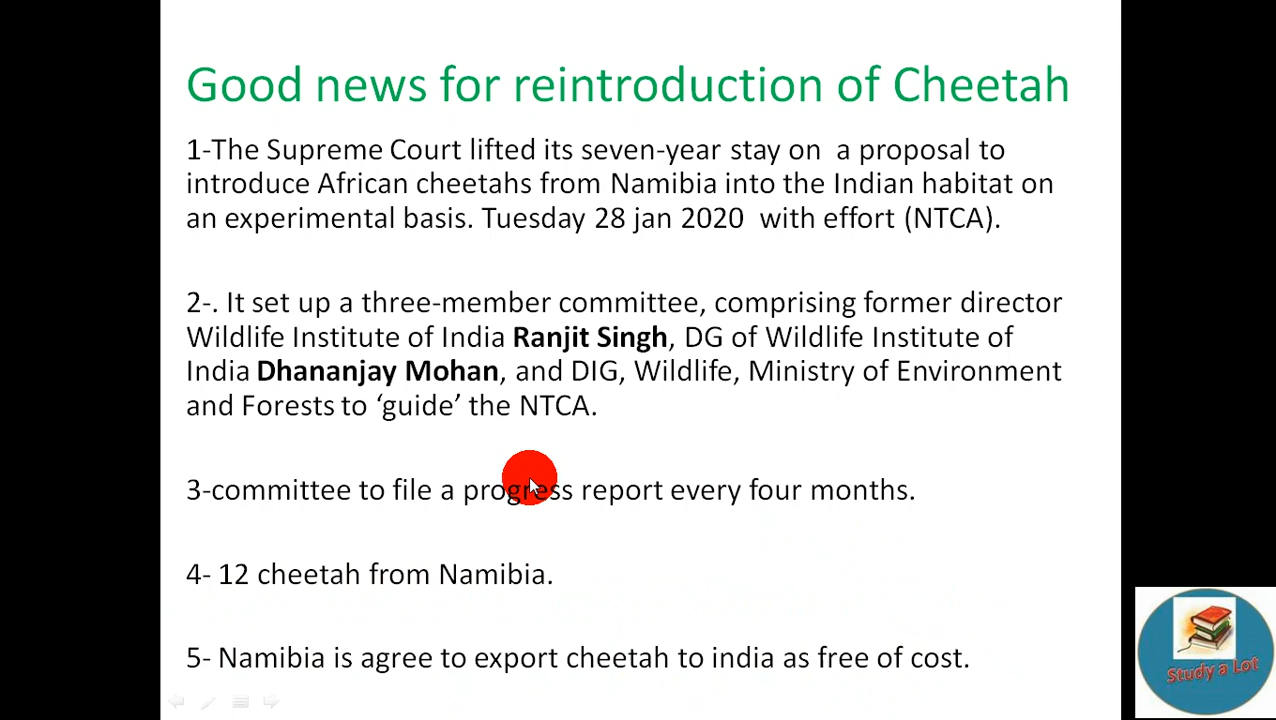 Good news for reintroduction of Cheetah
1-The Supreme Court lifted its seven-year stay on a proposal to
introduce African cheetahs from Namibia into the Indian habitat on
an experimental basis. Tuesday 28 jan 2020 with effort (NTCA).
2-. It set up a three-member committee, comprising former director
Wildlife Institute of India Ranjit Singh, DG of Wildlife Institute of
India Dhananjay Mohan, and DIG, Wildlife, Ministry of Environment
and Forests to ‘guide’ the NTCA.
3-committee to file a progress report every four months.
4- 12 cheetah from Namibia.
5- Namibia is agree to export cheetah to india as free of cost.
Study a Lot